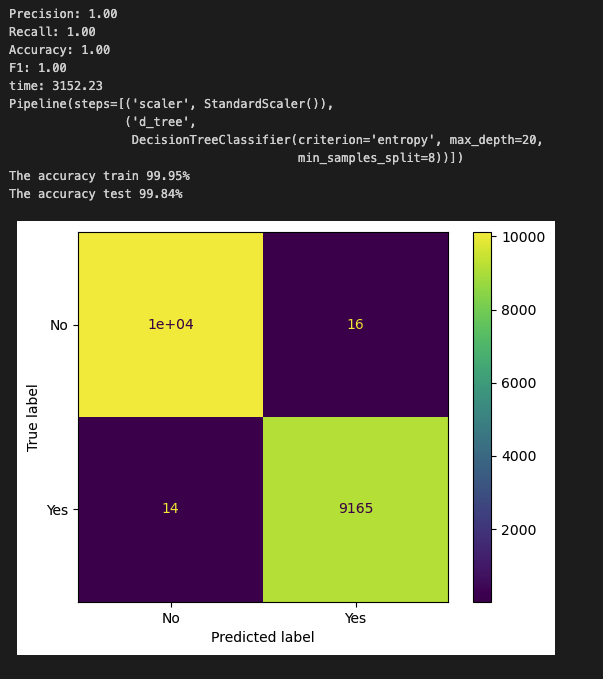 Precision: 1.00
Recall: 1.00
Accuracy: 1.00
F1: 1.00
time: 3152.23
Pipeline(steps=[('scaler', StandardScaler()),
('d_tree',
DecisionTreeClassifier(criterion='entropy', max_depth=20,
min_samples_split=8))])
The accuracy train 99.95%
The accuracy test 99.84%
10000
No
1e+04
16
8000
6000
True label
4000
Yes
14
9165
2000
No
Yes
Predicted label